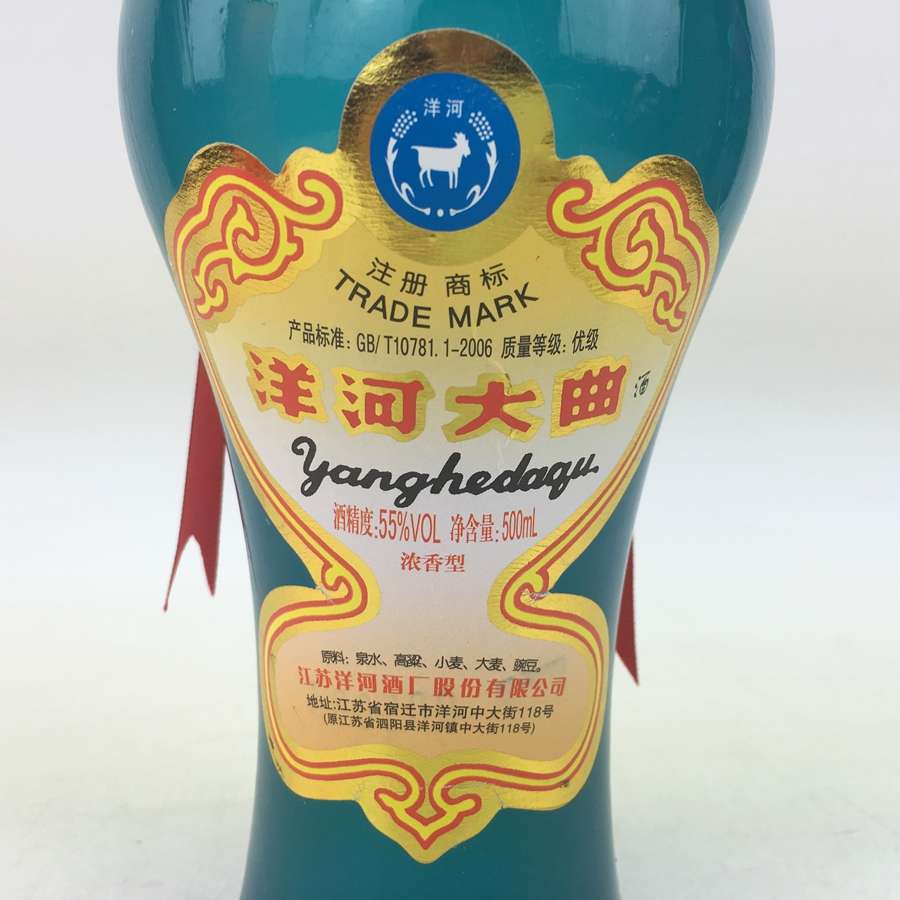 洋河
注册 商标
TRADE MARK
产品标准: GB/T10781.1-2006 质量等级: 优级
洋河大曲 酒
Yanghedaqu
酒精度:55%VOL 净含量:500mL
浓香型
原料: 泉水、高粱、小麦、大麦、豌豆。
江苏洋河酒厂股份有限公司
地址:江苏省宿迁市洋河中大街118号
(原江苏省泗阳县洋河镇中大街118号)